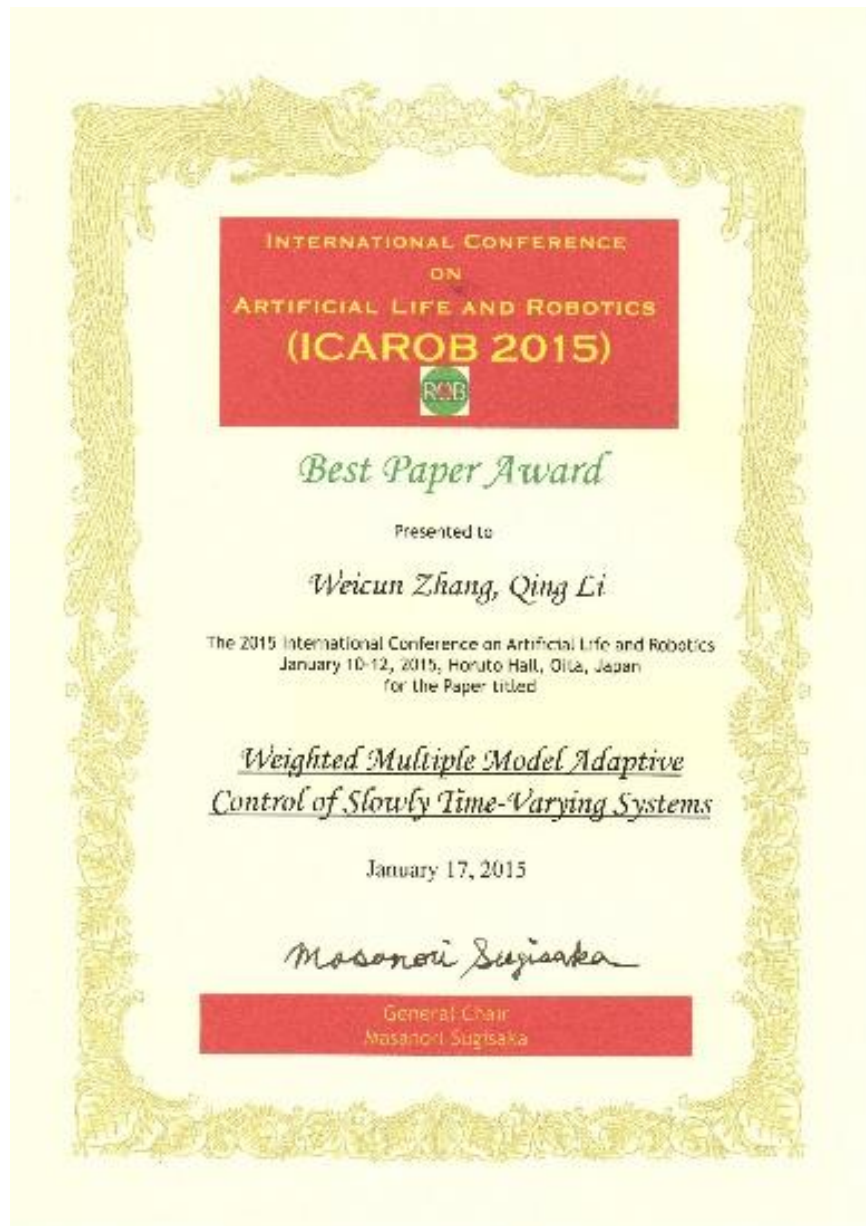 INTERNATIONAL CONFERENCE
ON
ARTIFICIAL LIFE AND ROBOTICS
(ICAROB 2015)
ROB
Best Paper Award
Presented to
Weicun Zhang, Qing Li
The 2015 International Conference on Artificial Life and Robotics
January 10-12, 2015, Horuto Hall, Oita, Japan
for the Paper titled
Weighted Multiple Model Adaptive
Control of Slowly Time-Varying Systems
January 17, 2015
Masanori Sugisaka
General Chair
Masanori Sugisaka